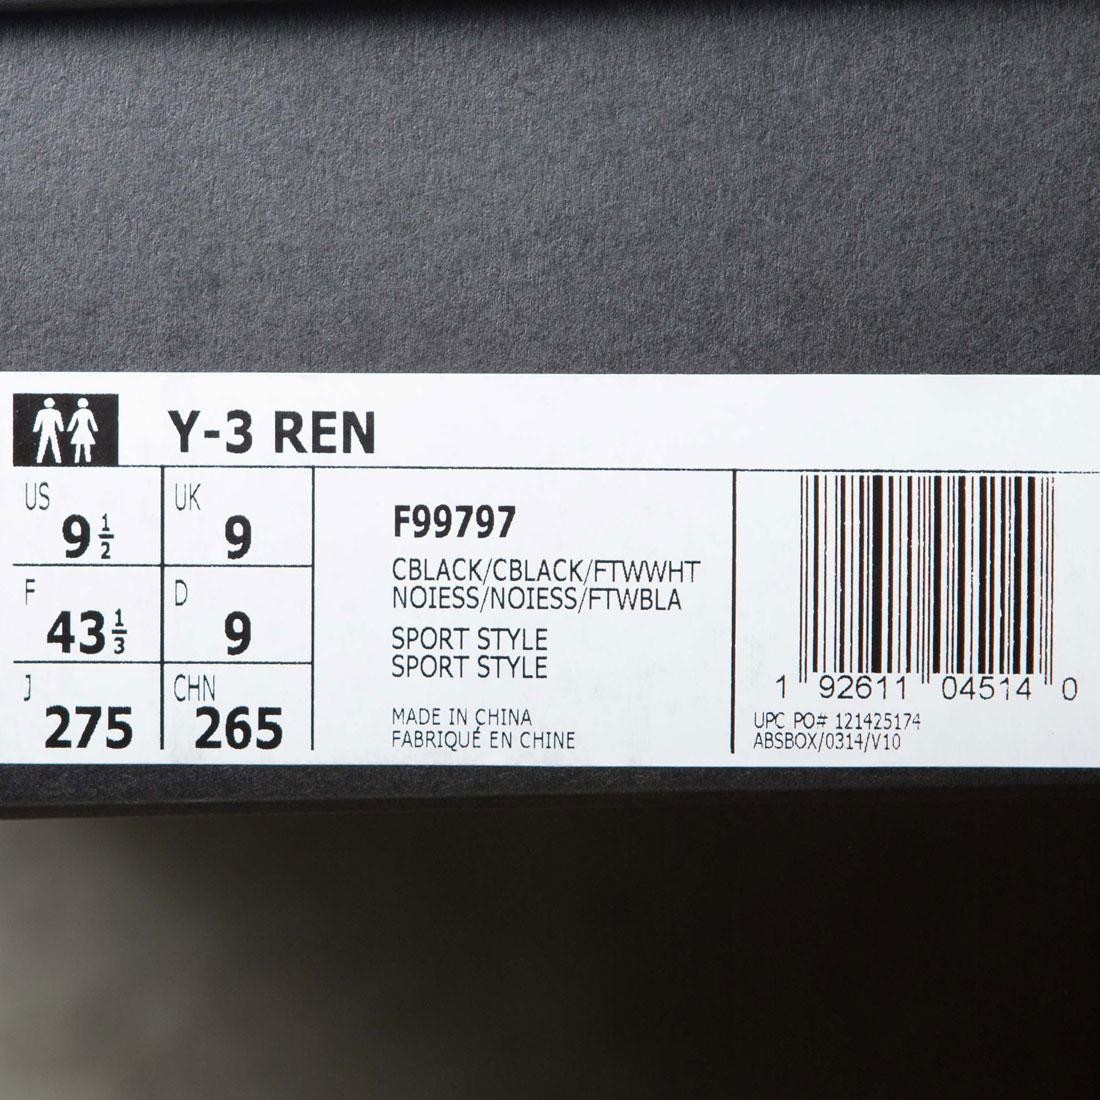 Y-3 REN
US 9 1/2
UK 9
F 43 1/3
D 9
J 275
CHN 265
F99797
CBLACK/CBLACK/FTWWHT
NOIESS/NOIESS/FTWBLA
SPORT STYLE
SPORT STYLE
MADE IN CHINA
FABRIQUÉ EN CHINE
1 92611 04514 0
UPC PO# 121425174
ABSBOX/0314/V10